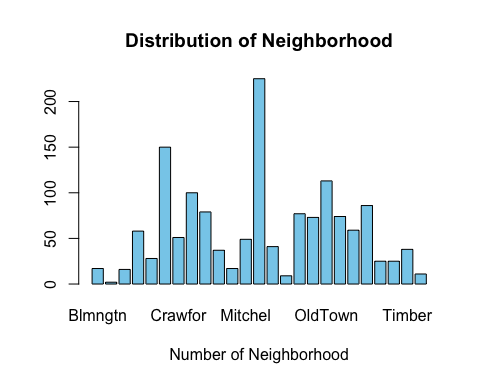 Distribution of Neighborhood
200
150
100
50
0
Blmngtn Crawfor Mitchel OldTown Timber
Number of Neighborhood